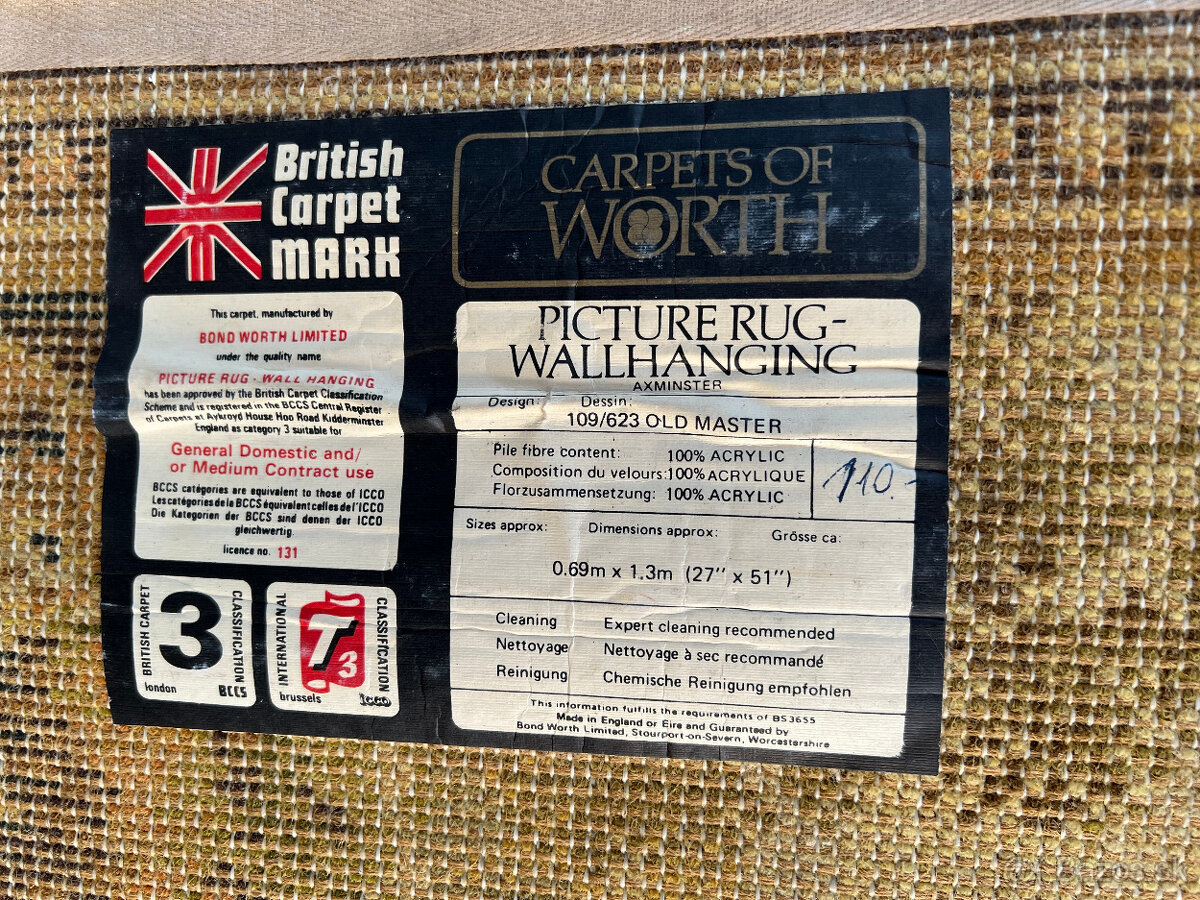 British
Carpet
MARK
This carpet, manufactured by
BOND WORTH LIMITED
under the quality name
PICTURE RUG - WALL HANGING
has been approved by the British Carpet Classification
Scheme and is registered in the BCCS Central Register
of Carpets at Aykroyd House Hoo Road Kidderminster
England as category 3 suitable for
General Domestic and/
or Medium Contract use
BCCS catégories are equivalent to those of ICCO
Les catégories de la BCCS équivalent celles de l'ICCO
Die Kategorien der BCCS sind denen der ICCO
gleichwertig.
licence no. 131
BRITISH CARPET
3
CLASSIFICATION
london BCCS
INTERNATIONAL
T3
CLASSIFICATION
brussels ICCO
CARPETS OF
WORTH
PICTURE RUG-
WALLHANGING
AXMINSTER
Design: Dessin:
109/623 OLD MASTER
Pile fibre content: 100% ACRYLIC
Composition du velours: 100% ACRYLIQUE
Florzusammensetzung: 100% ACRYLIC
110.-
Sizes approx: Dimensions approx: Grösse ca:
0.69m x 1.3m (27" x 51")
Cleaning Expert cleaning recommended
Nettoyage Nettoyage à sec recommandé
Reinigung Chemische Reinigung empfohlen
This information fulfills the requirements of BS3655
Made in England or Eire and Guaranteed by
Bond Worth Limited, Stourport-on-Severn, Worcestershire